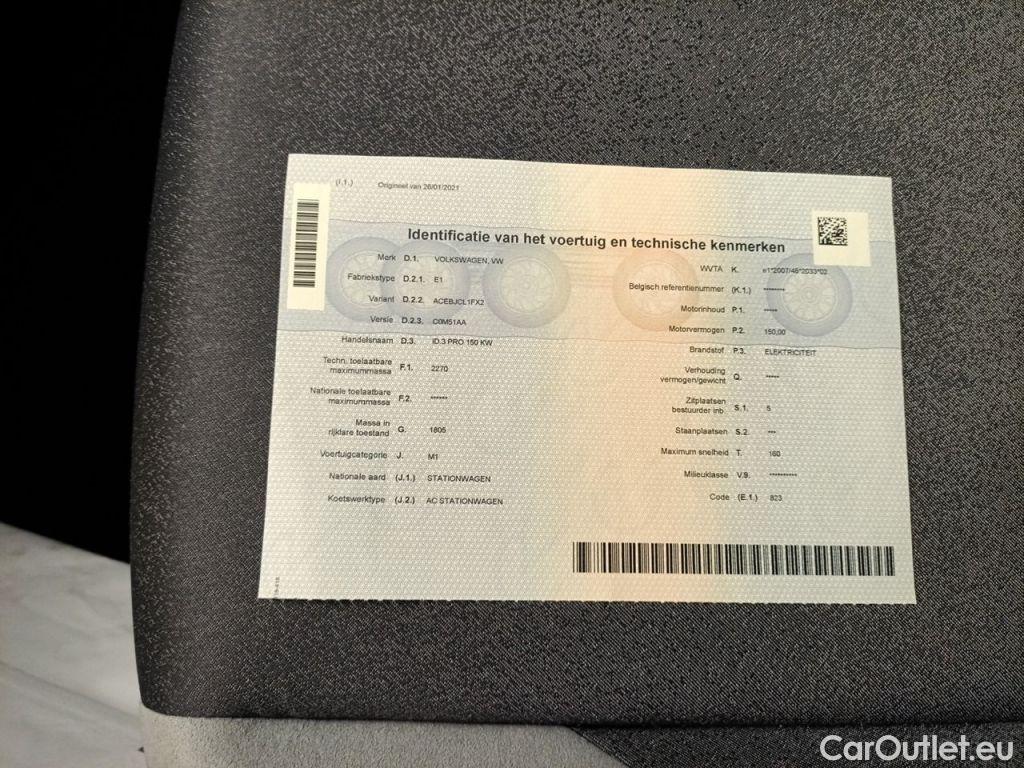 (I.1.) Origineel van 26/01/2021
Identificatie van het voertuig en technische kenmerken
Merk D.1. VOLKSWAGEN, VW
Fabriekstype D.2.1. E1
Variant D.2.2. ACEBJCL1FX2
Versie D.2.3. C0M51AA
Handelsnaam D.3. ID.3 PRO 150 KW
Techn. toelaatbare
maximummassa F.1. 2270
Nationale toelaatbare
maximummassa F.2. ******
Massa in
rijklare toestand G. 1805
Voertuigcategorie J. M1
Nationale aard (J.1.) STATIONWAGEN
Koetswerktype (J.2.) AC STATIONWAGEN
WVTA K. e1*2007/46*2033*02
Belgisch referentienummer (K.1.) ********
Motorinhoud P.1. *****
Motorvermogen P.2. 150,00
Brandstof P.3. ELEKTRICITEIT
Verhouding
vermogen/gewicht Q. *****
Zitplaatsen
bestuurder inb. S.1. 5
Staanplaatsen S.2. ***
Maximum snelheid T. 160
Milieuklasse V.9. **********
Code (E.1.) 823
CarOutlet.eu